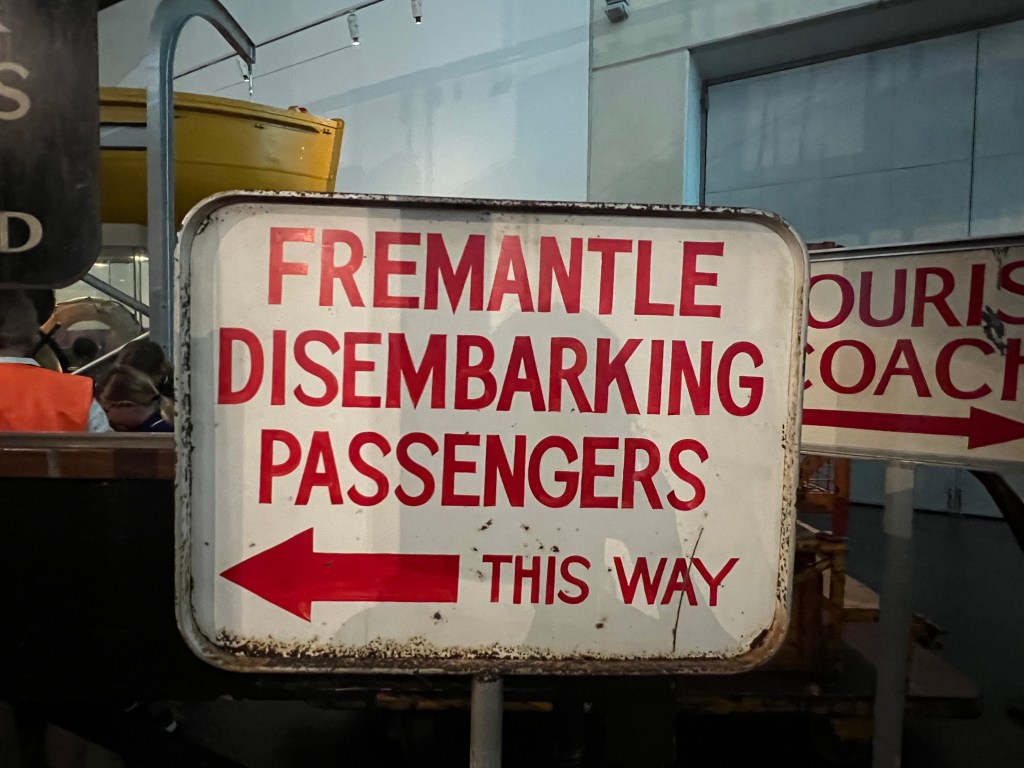 FREMANTLE
DISEMBARKING
PASSENGERS
THIS WAY